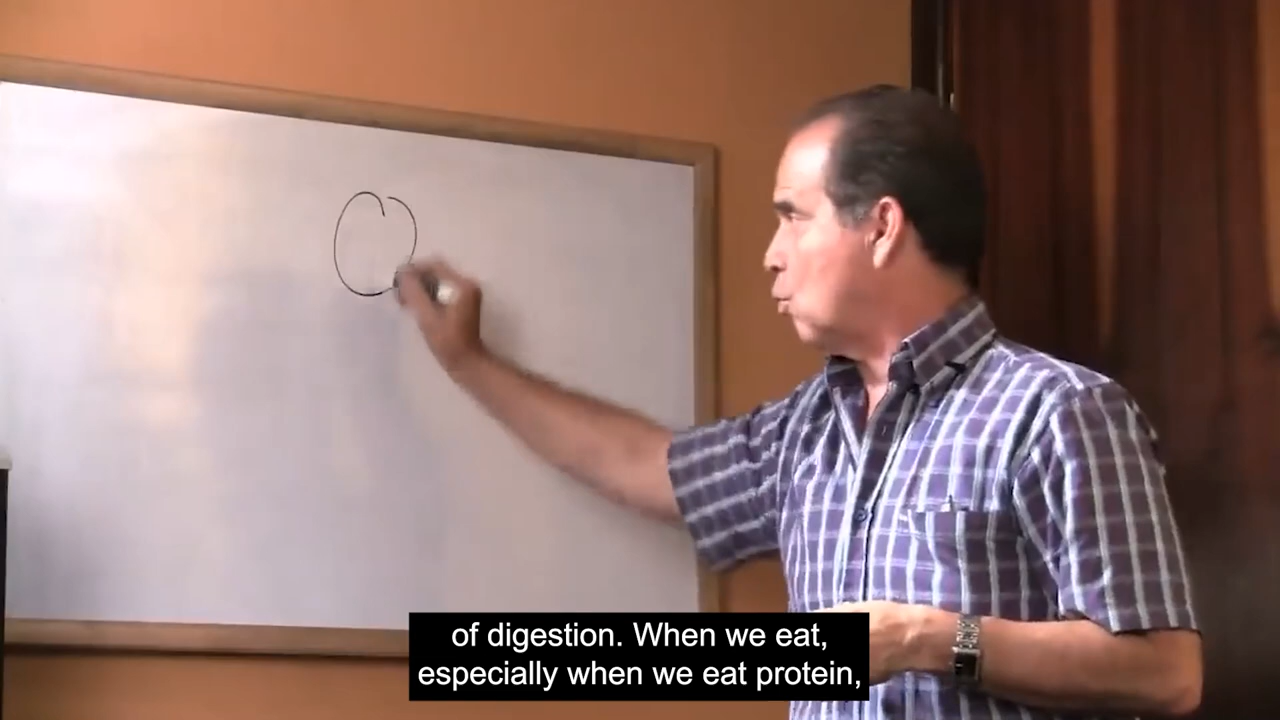 of digestion. When we eat,
especially when we eat protein,